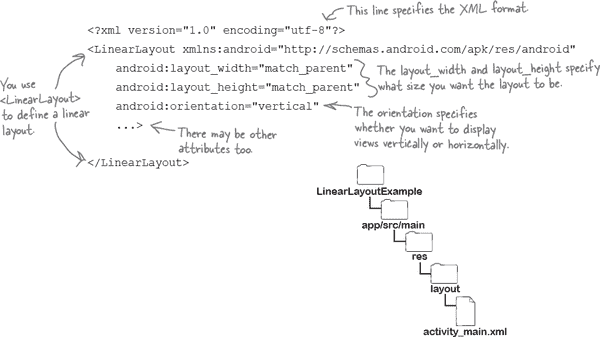 This line specifies the XML format.
<?xml version="1.0" encoding="utf-8"?>
<LinearLayout xmlns:android="http://schemas.android.com/apk/res/android"
android:layout_width="match_parent"
android:layout_height="match_parent"
android:orientation="vertical"
...>
</LinearLayout>
You use
<LinearLayout>
to define a linear
layout.
The layout_width and layout_height specify
what size you want the layout to be.
The orientation specifies
whether you want to display
views vertically or horizontally.
There may be other
attributes too.
LinearLayoutExample
app/src/main
res
layout
activity_main.xml